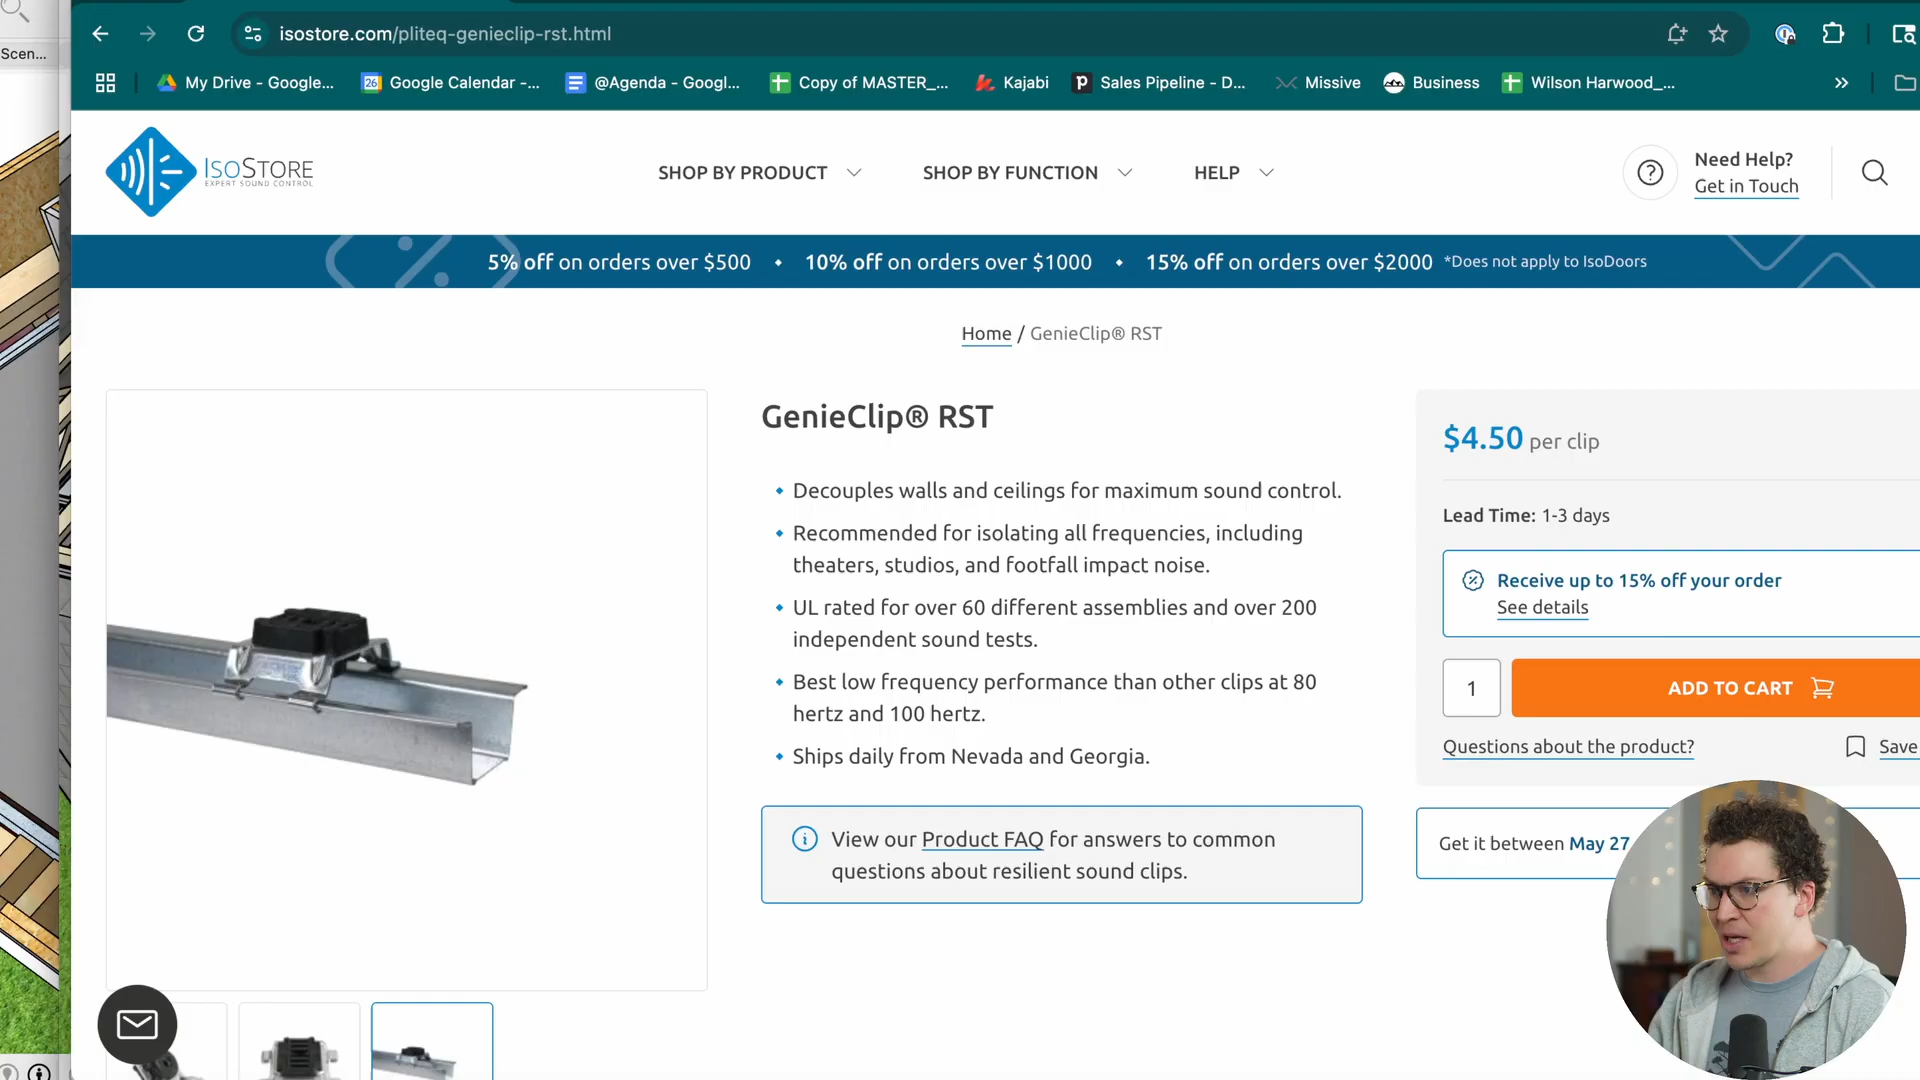 Scen...
isostore.com/pliteq-genieclip-rst.html
My Drive - Google...
26
Google Calendar -...
@Agenda - Googl...
Copy of MASTER_...
Kajabi
Sales Pipeline - D...
Missive
Business
Wilson Harwood_...
ISOSTORE
EXPERT SOUND CONTROL
SHOP BY PRODUCT
SHOP BY FUNCTION
HELP
Need Help?
Get in Touch
5% off on orders over $500 • 10% off on orders over $1000 • 15% off on orders over $2000 *Does not apply to IsoDoors
Home / GenieClip® RST
GenieClip® RST
Decouples walls and ceilings for maximum sound control.
Recommended for isolating all frequencies, including
theaters, studios, and footfall impact noise.
UL rated for over 60 different assemblies and over 200
independent sound tests.
Best low frequency performance than other clips at 80
hertz and 100 hertz.
Ships daily from Nevada and Georgia.
View our Product FAQ for answers to common
questions about resilient sound clips.
$4.50 per clip
Lead Time: 1-3 days
Receive up to 15% off your order
See details
1
ADD TO CART
Questions about the product?
Save
Get it between May 27